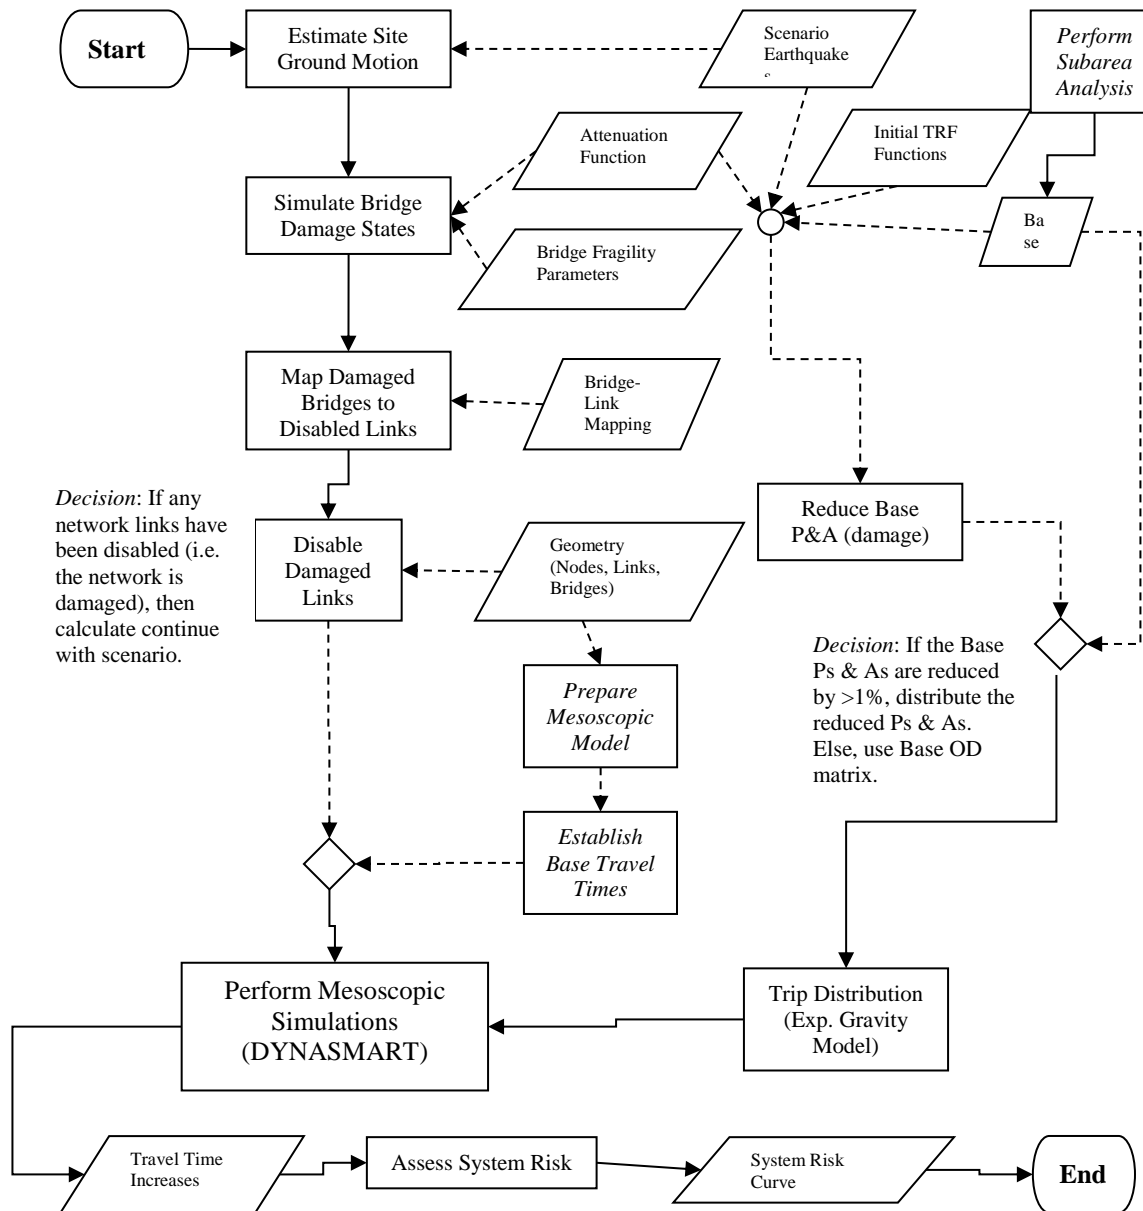 Start
Estimate Site
Ground Motion
Scenario
Earthquake
Perform
Subarea
Analysis
Attenuation
Function
Initial TRF
Functions
Simulate Bridge
Damage States
Ba
se
Bridge Fragility
Parameters
Map Damaged
Bridges to
Disabled Links
Bridge-
Link
Mapping
Decision: If any
network links have
been disabled (i.e.
the network is
damaged), then
calculate continue
with scenario.
Disable
Damaged
Links
Geometry
(Nodes, Links,
Bridges)
Reduce Base
P&A (damage)
Decision: If the Base
Ps & As are reduced
by >1%, distribute the
reduced Ps & As.
Else, use Base OD
matrix.
Prepare
Mesoscopic
Model
Establish
Base Travel
Times
Perform Mesoscopic
Simulations
(DYNASMART)
Trip Distribution
(Exp. Gravity
Model)
Travel Time
Increases
Assess System Risk
System Risk
Curve
End